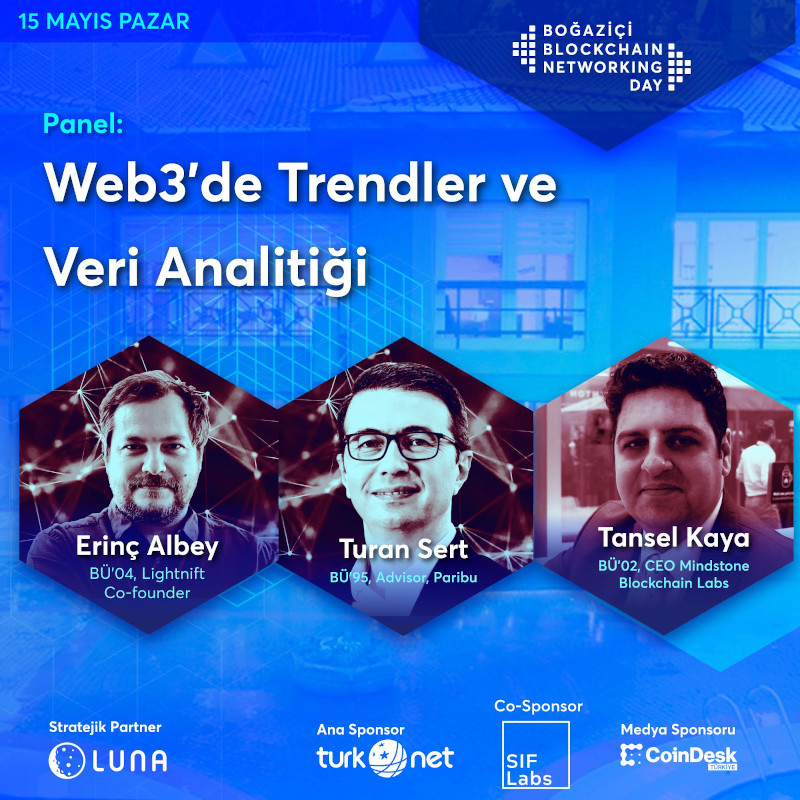 15 MAYIS PAZAR
BOĞAZİÇİ
BLOCKCHAIN
NETWORKING
DAY
Panel:
Web3'de Trendler ve
Veri Analitiği
Erinç Albey
BÜ'04, Lightnift
Co-founder
Turan Sert
BÜ'95, Advisor, Paribu
Tansel Kaya
BÜ'02, CEO Mindstone
Blockchain Labs
Stratejik Partner
LUNA
Ana Sponsor
turk net
Co-Sponsor
SIF
Labs
Medya Sponsoru
CoinDesk
TÜRKİYE